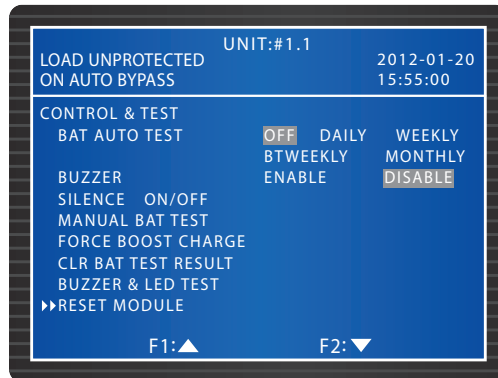 UNIT:#1.1
LOAD UNPROTECTED 2012-01-20
ON AUTO BYPASS 15:55:00
CONTROL & TEST
BAT AUTO TEST OFF DAILY WEEKLY
BTWEEKLY MONTHLY
BUZZER ENABLE DISABLE
SILENCE ON/OFF
MANUAL BAT TEST
FORCE BOOST CHARGE
CLR BAT TEST RESULT
BUZZER & LED TEST
RESET MODULE
F1: F2: